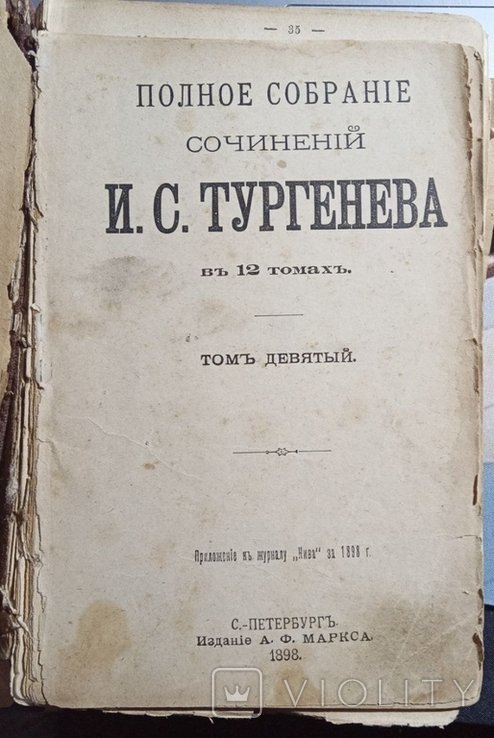 — 35 —
ПОЛНОЕ СОБРАНІЕ
СОЧИНЕНІЙ
И. С. ТУРГЕНЕВА
въ 12 томахъ.
ТОМЪ ДЕВЯТЫЙ.
Приложеніе къ журналу „Нива" за 1898 г.
С.-ПЕТЕРБУРГЪ.
Изданіе А. Ф. МАРКСА.
1898.
VIOLITY